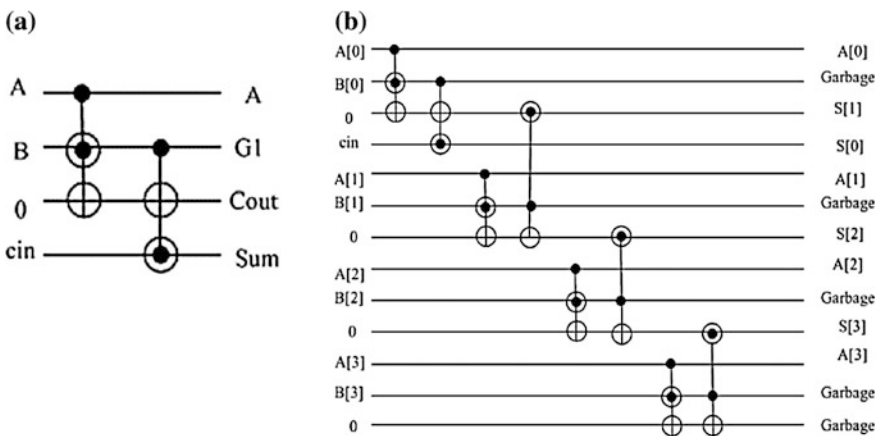 (a)
A A
B G1
0 Cout
cin Sum
(b)
A[0] A[0]
B[0] Garbage
0 S[1]
cin S[0]
A[1] A[1]
B[1] Garbage
0 S[2]
A[2] A[2]
B[2] Garbage
0 S[3]
A[3] A[3]
B[3] Garbage
0 Garbage